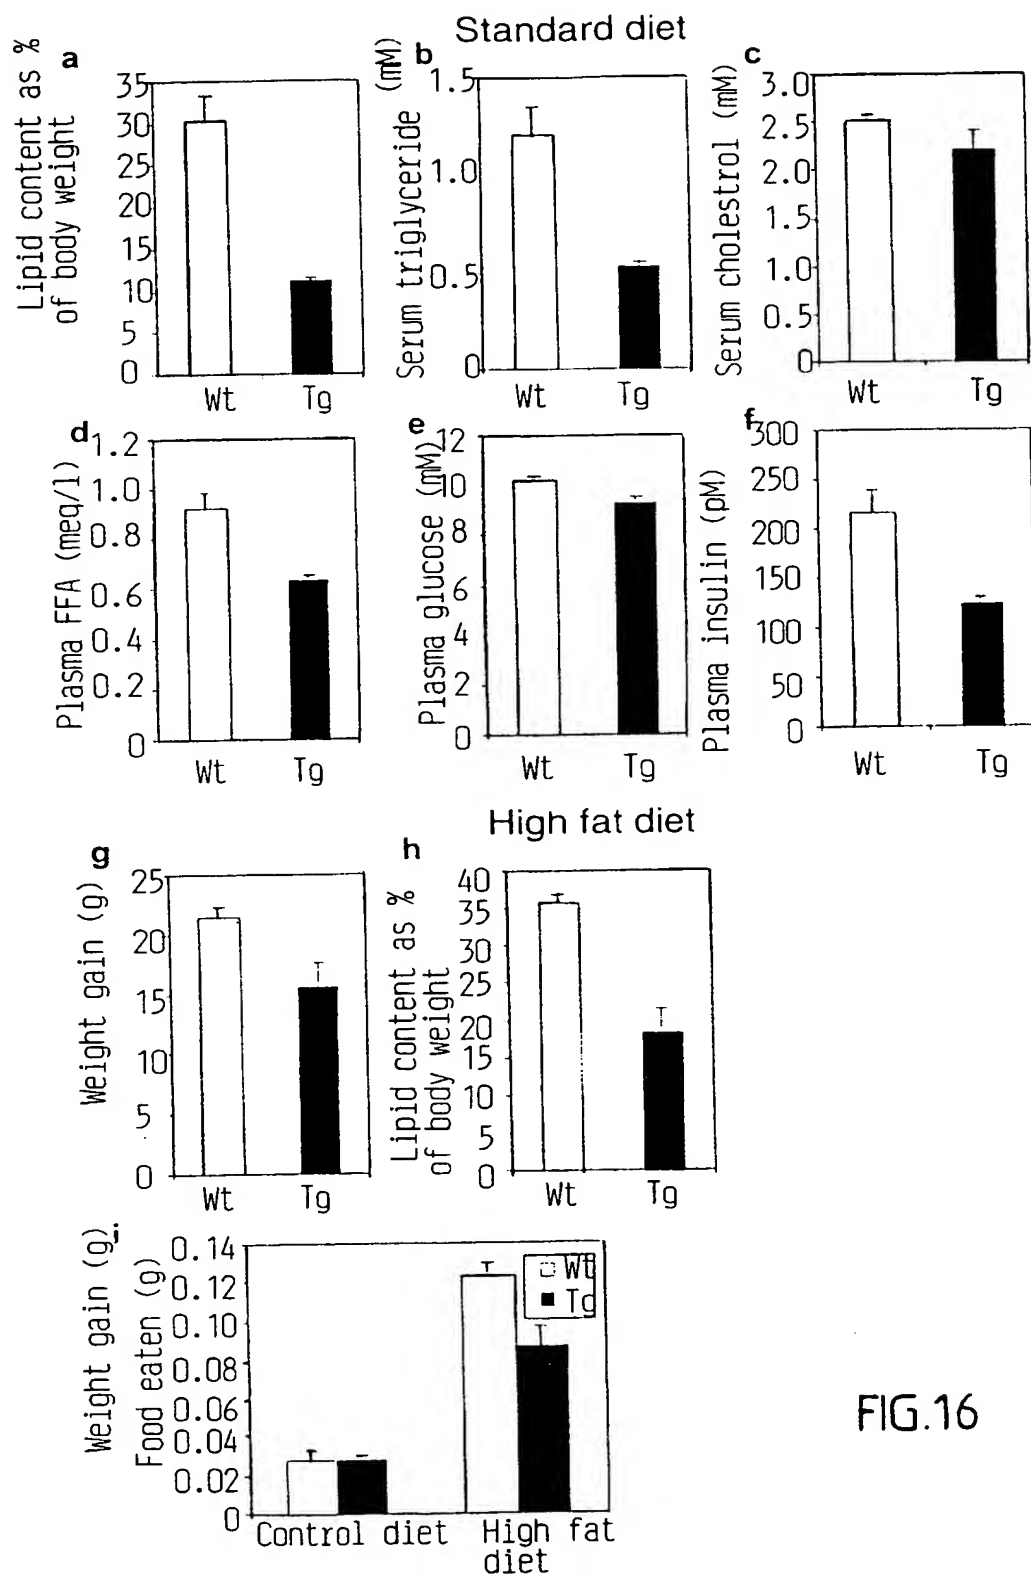 Standard diet
a
Lipid content as %
of body weight
35
30
25
20
15
10
5
0
Wt Tg
b
Serum triglyceride (mM)
1.5
1.0
0.5
0
Wt Tg
c
Serum cholestrol (mM)
3.0
2.5
2.0
1.5
1.0
0.5
0
Wt Tg
d
Plasma FFA (meq/l)
1.2
1.0
0.8
0.6
0.4
0.2
0
Wt Tg
e
Plasma glucose (mM)
12
10
8
6
4
2
0
Wt Tg
f
Plasma insulin (pM)
300
250
200
150
100
50
0
Wt Tg
High fat diet
g
Weight gain (g)
25
20
15
10
5
0
Wt Tg
h
Lipid content as %
of body weight
40
35
30
25
20
15
10
5
0
Wt Tg
i
Weight gain (g)
Food eaten (g)
0.14
0.12
0.10
0.08
0.06
0.04
0.02
0
Wt
Tg
Control diet High fat
diet
FIG.16